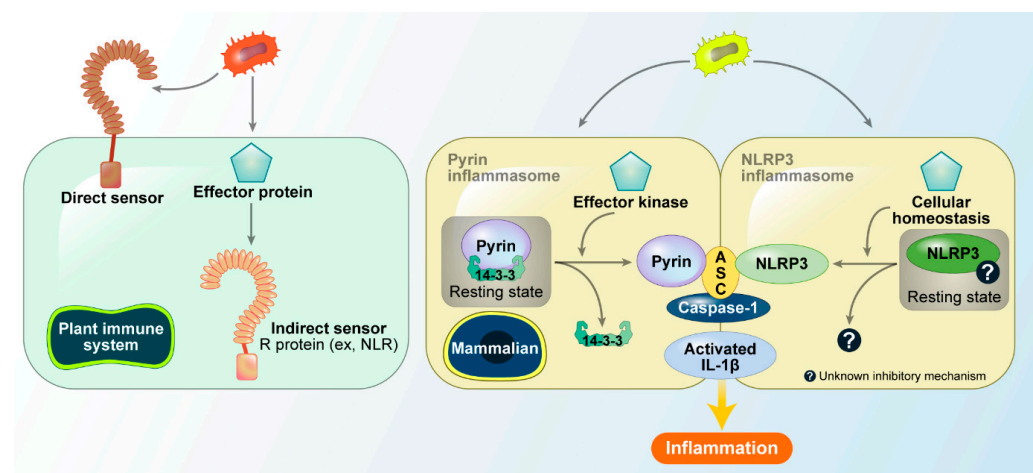 Direct sensor
Effector protein
Indirect sensor
R protein (ex, NLR)
Plant immune
system
Pyrin
inflammasome
Effector kinase
Pyrin
14-3-3
Resting state
14-3-3
Mammalian
Pyrin
A
S
C
NLRP3
Caspase-1
Activated
IL-1β
Inflammation
NLRP3
inflammasome
Cellular
homeostasis
NLRP3
?
Resting state
?
? Unknown inhibitory mechanism